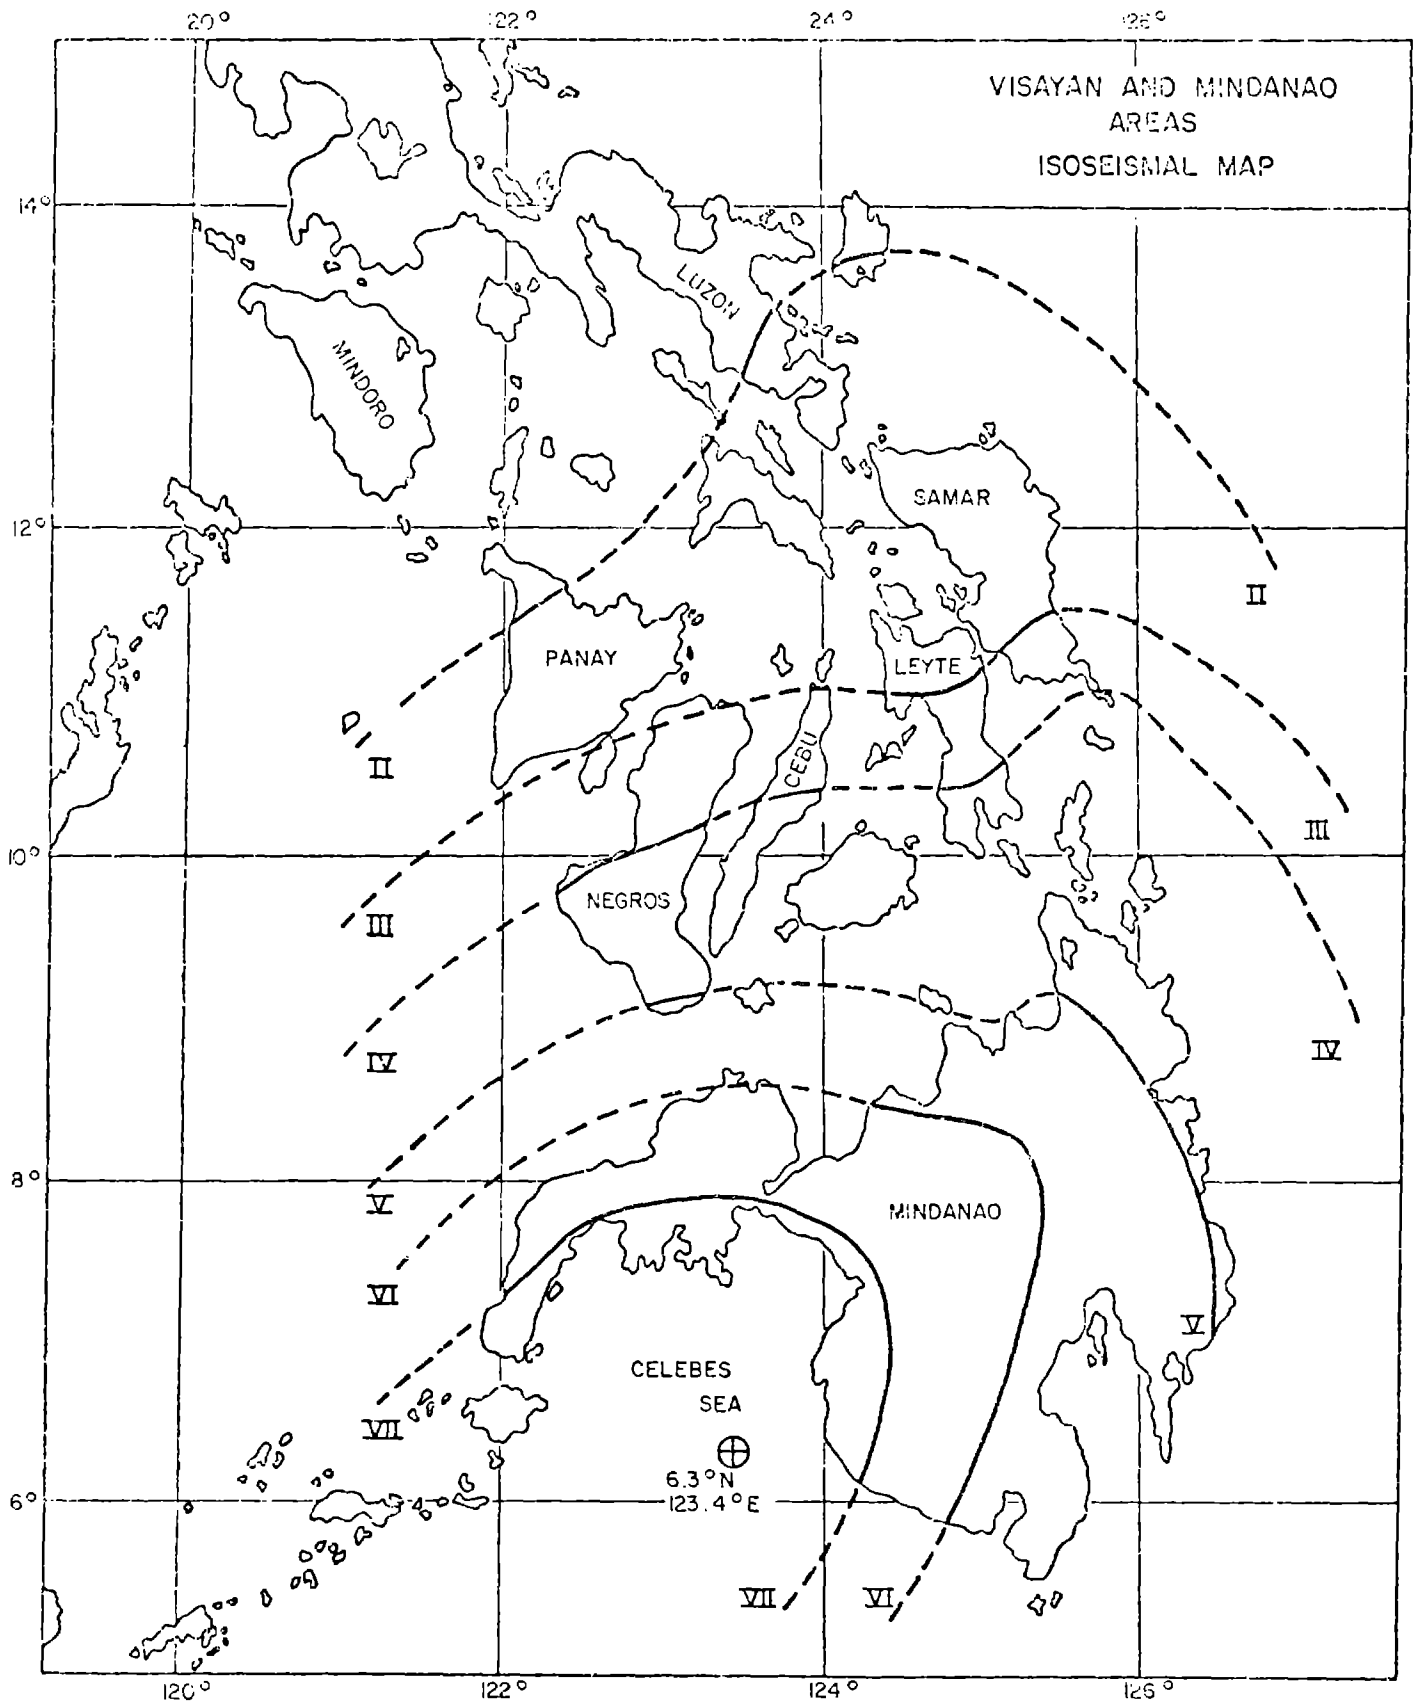 20° 122° 24° 126°
VISAYAN AND MINDANAO
AREAS
ISOSEISMAL MAP
14°
LUZON
MINDORO
SAMAR
12°
II
PANAY
LEYTE
CEBU
II
III
10°
NEGROS
III
IV
IV
8°
V
MINDANAO
VI
V
CELEBES
SEA
VII
6.3°N
6°
123.4°E
VII VI
120° 122° 124° 126°